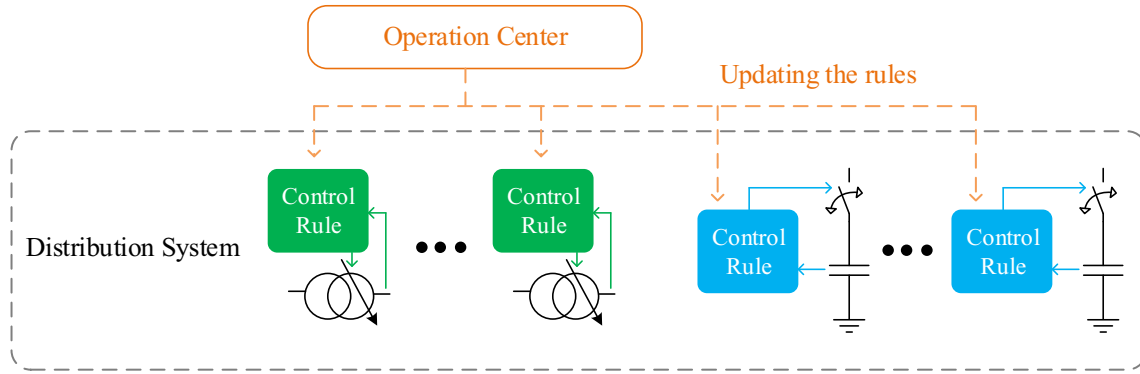 Operation Center
Updating the rules
Control
Rule
Control
Rule
Control
Rule
Control
Rule
Distribution System